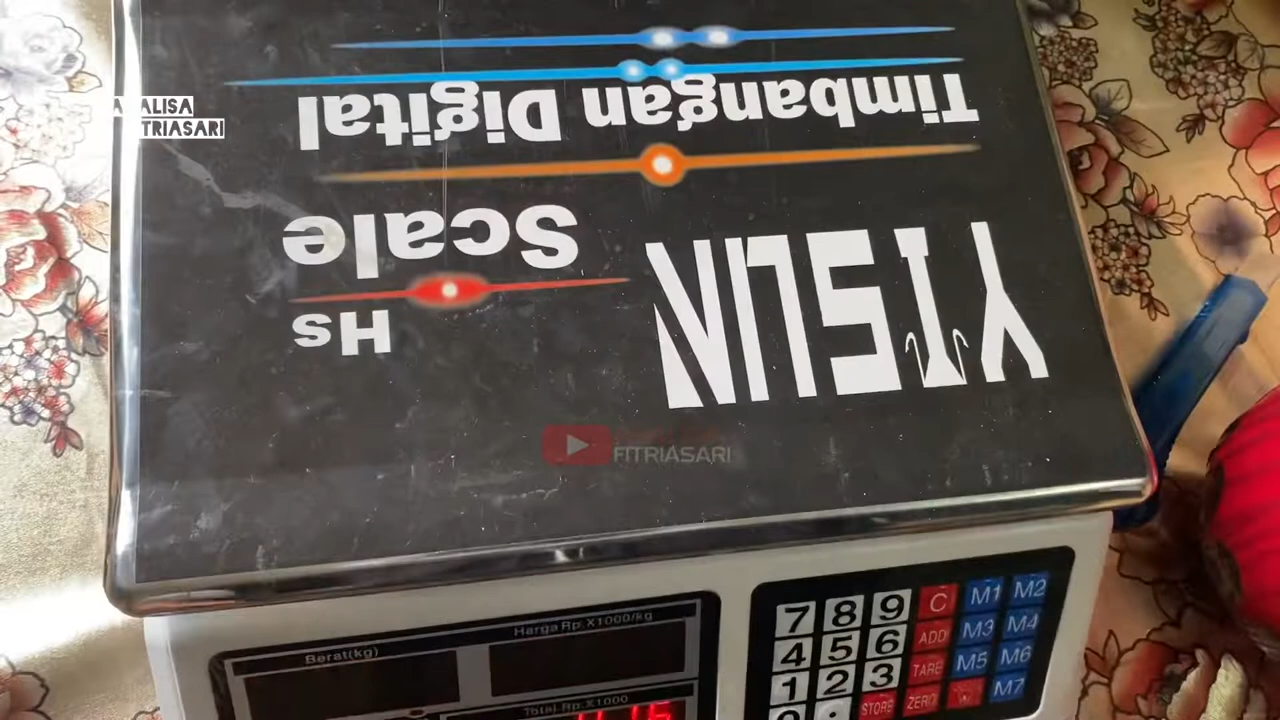 Timbangan Digital
Scale
Hs
YISUN
FITRIASARI
Berat(kg)
Harga Rp.X1000/kg
Total Rp.X1000
7 8 9 C M1 M2
4 5 6 ADD M3 M4
1 2 3 TARE M5 M6
STORE ZERO M7